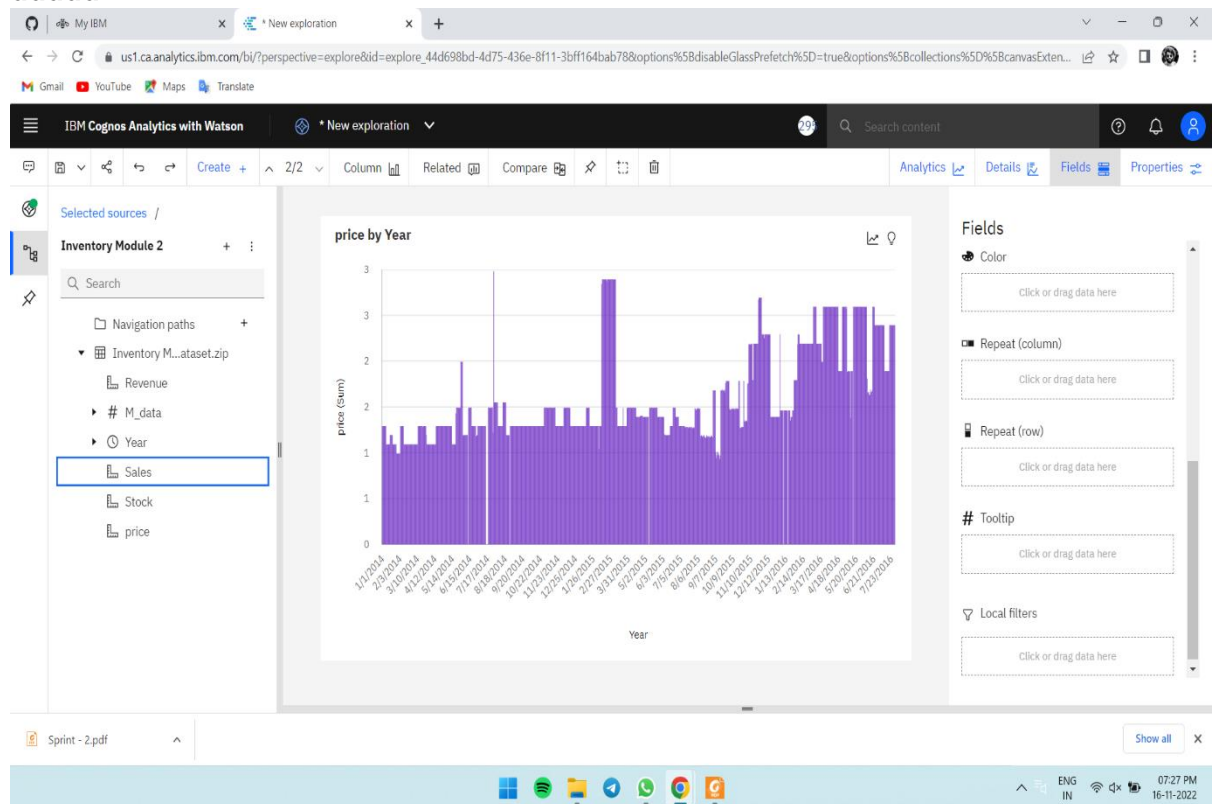 My IBM
* New exploration
us1.ca.analytics.ibm.com/bi/?perspective=explore&id=explore_44d698bd-4d75-436e-8f11-3bff164bab78&options%5BdisableGlassPrefetch%5D=true&options%5Bcollections%5D%5BcanvasExten...
Gmail YouTube Maps Translate
IBM Cognos Analytics with Watson * New exploration 29 Search content
Create + 2/2 Column Related Compare Analytics Details Fields Properties
Selected sources /
Inventory Module 2
Search
Navigation paths +
Inventory M...ataset.zip
Revenue
# M_data
Year
Sales
Stock
price
price by Year
3
3
2
2
1
1
0
price (Sum)
1/1/2014 2/3/2014 3/10/2014 4/12/2014 5/14/2014 6/15/2014 7/17/2014 8/18/2014 9/20/2014 10/22/2014 11/23/2014 12/25/2014 1/26/2015 2/27/2015 3/31/2015 5/2/2015 6/3/2015 7/5/2015 8/6/2015 9/7/2015 10/9/2015 11/10/2015 12/12/2015 1/13/2016 2/14/2016 3/17/2016 4/18/2016 5/20/2016 6/21/2016 7/23/2016
Year
Fields
Color
Click or drag data here
Repeat (column)
Click or drag data here
Repeat (row)
Click or drag data here
# Tooltip
Click or drag data here
Local filters
Click or drag data here
Sprint - 2.pdf
Show all X
ENG
IN
07:27 PM
16-11-2022